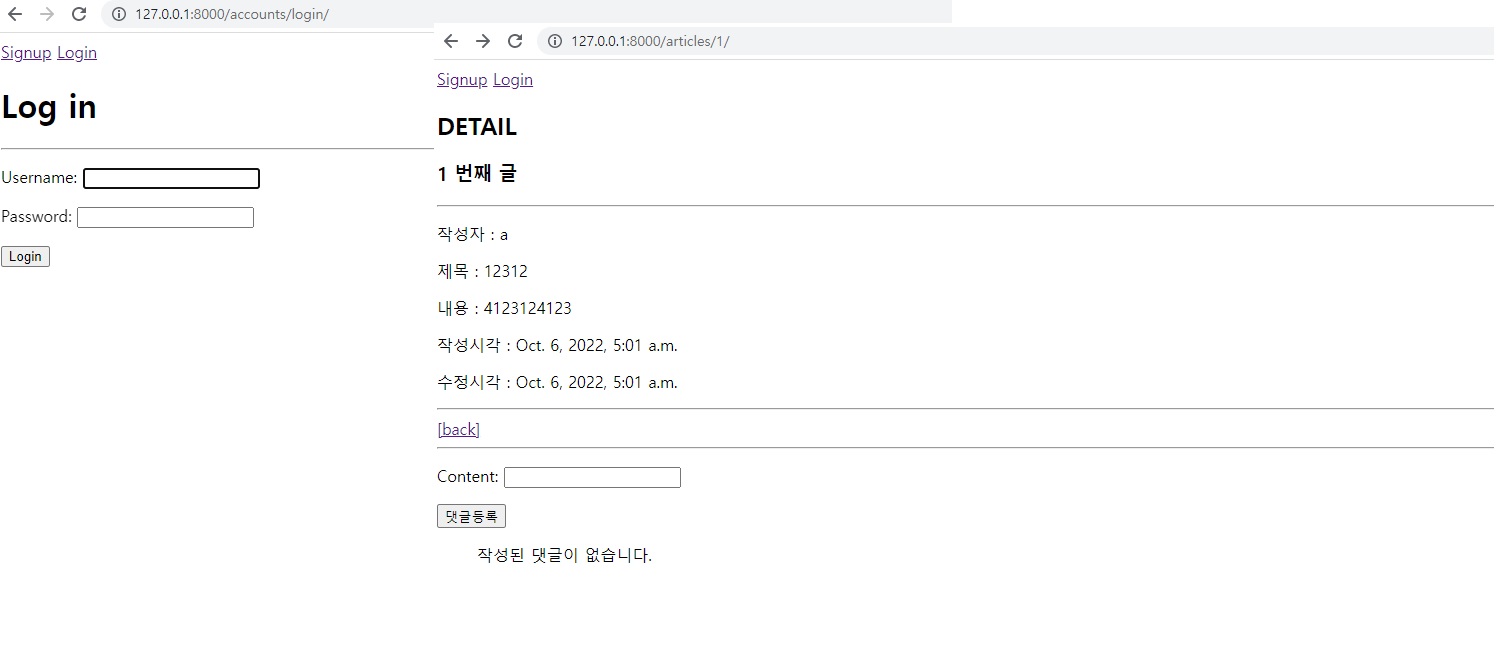 127.0.0.1:8000/accounts/login/
Signup Login
Log in
Username:
Password:
Login
127.0.0.1:8000/articles/1/
Signup Login
DETAIL
1 번째 글
작성자 : a
제목 : 12312
내용 : 4123124123
작성시각 : Oct. 6, 2022, 5:01 a.m.
수정시각 : Oct. 6, 2022, 5:01 a.m.
[back]
Content:
댓글등록
작성된 댓글이 없습니다.